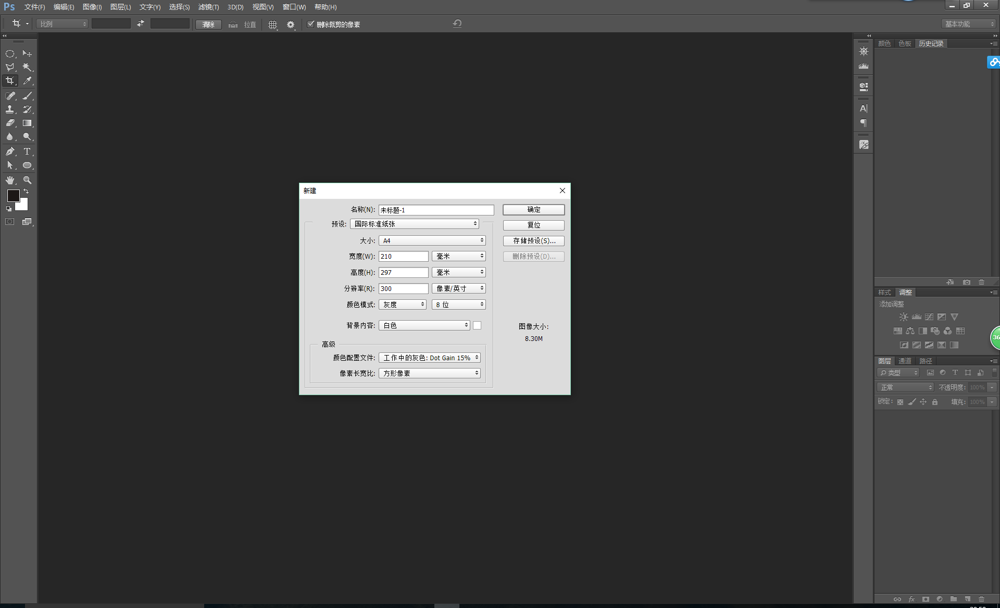 Ps 文件(F) 编辑(E) 图像(I) 图层(L) 文字(Y) 选择(S) 滤镜(T) 3D(D) 视图(V) 窗口(W) 帮助(H)
比例 清除 拉直 删除裁剪的像素 基本功能
颜色 色板 历史记录
新建
名称(N): 未标题-1 确定
预设: 国际标准纸张 复位
大小: A4 存储预设(S)...
宽度(W): 210 毫米 删除预设(D)...
高度(H): 297 毫米
分辨率(R): 300 像素/英寸
颜色模式: 灰度 8 位
背景内容: 白色
图像大小:
8.30M
高级
颜色配置文件: 工作中的灰色: Dot Gain 15%
像素长宽比: 方形像素
样式 调整
添加调整
36
图层 通道 路径
类型
正常 不透明度: 100%
锁定: 填充: 100%
fx